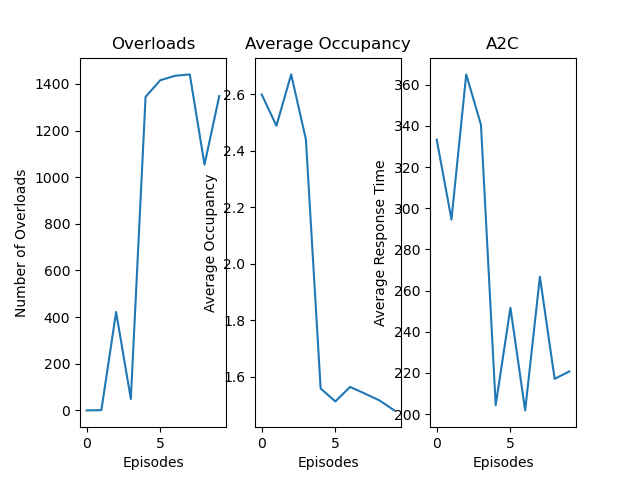 Overloads
Number of Overloads
1400
1200
1000
800
600
400
200
0
0 5
Episodes
Average Occupancy
Average Occupancy
2.6
2.4
2.2
2.0
1.8
1.6
0 5
Episodes
A2C
Average Response Time
360
340
320
300
280
260
240
220
200
0 5
Episodes